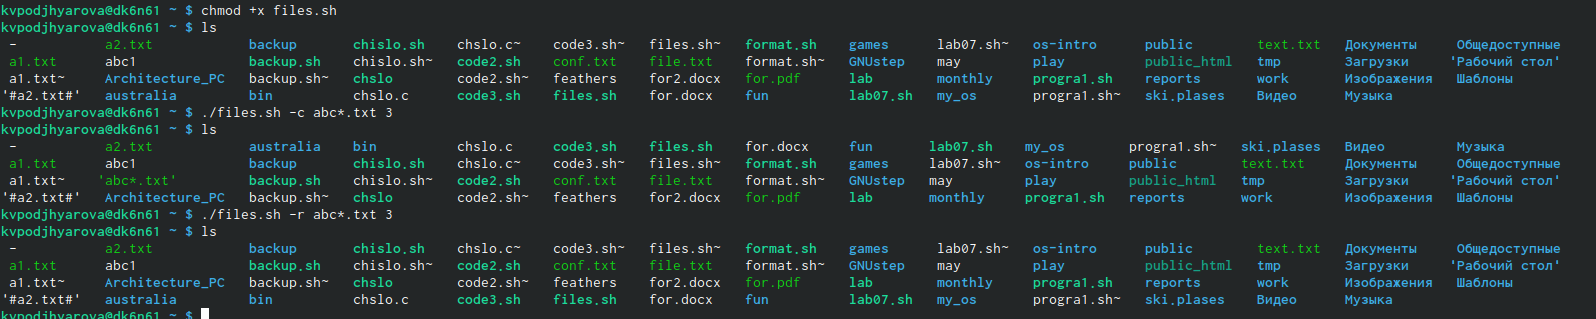 kvpodjhyarova@dk6n61 ~ $ chmod +x files.sh
kvpodjhyarova@dk6n61 ~ $ ls
- a2.txt backup chislo.sh chslo.c~ code3.sh~ files.sh~ format.sh games lab07.sh~ os-intro public text.txt Документы Общедоступные
a1.txt abc1 backup.sh chislo.sh~ code2.sh conf.txt file.txt format.sh~ GNUstep may play public_html tmp Загрузки 'Рабочий стол'
a1.txt~ Architecture_PC backup.sh~ chslo code2.sh~ feathers for2.docx for.pdf lab monthly progra1.sh reports work Изображения Шаблоны
'#a2.txt#' australia bin chslo.c code3.sh files.sh for.docx fun lab07.sh my_os progra1.sh~ ski.plases Видео Музыка
kvpodjhyarova@dk6n61 ~ $ ./files.sh -c abc*.txt 3
kvpodjhyarova@dk6n61 ~ $ ls
- a2.txt australia bin chslo.c code3.sh files.sh for.docx fun lab07.sh my_os progra1.sh~ ski.plases Видео Музыка
a1.txt abc1 backup chislo.sh chslo.c~ code3.sh~ files.sh~ format.sh games lab07.sh~ os-intro public text.txt Документы Общедоступные
a1.txt~ 'abc*.txt' backup.sh chislo.sh~ code2.sh conf.txt file.txt format.sh~ GNUstep may play public_html tmp Загрузки 'Рабочий стол'
'#a2.txt#' Architecture_PC backup.sh~ chslo code2.sh~ feathers for2.docx for.pdf lab monthly progra1.sh reports work Изображения Шаблоны
kvpodjhyarova@dk6n61 ~ $ ./files.sh -r abc*.txt 3
kvpodjhyarova@dk6n61 ~ $ ls
- a2.txt backup chislo.sh chslo.c~ code3.sh~ files.sh~ format.sh games lab07.sh~ os-intro public text.txt Документы Общедоступные
a1.txt abc1 backup.sh chislo.sh~ code2.sh conf.txt file.txt format.sh~ GNUstep may play public_html tmp Загрузки 'Рабочий стол'
a1.txt~ Architecture_PC backup.sh~ chslo code2.sh~ feathers for2.docx for.pdf lab monthly progra1.sh reports work Изображения Шаблоны
'#a2.txt#' australia bin chslo.c code3.sh files.sh for.docx fun lab07.sh my_os progra1.sh~ ski.plases Видео Музыка
kvpodjhyarova@dk6n61 ~ $